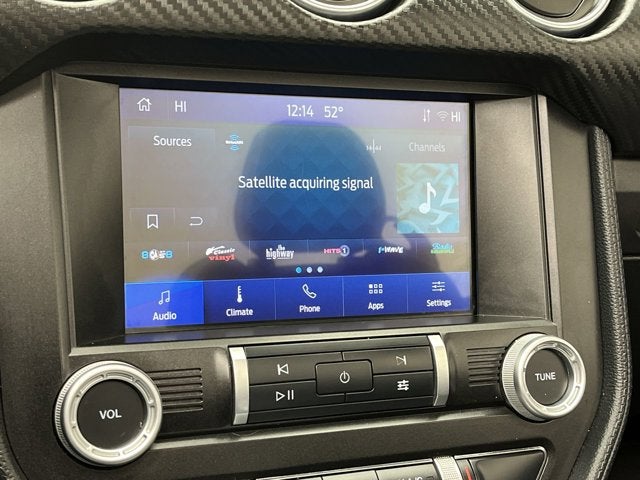 HI 12:14 52° HI
Sources Channels
Satellite acquiring signal
classic vinyl the highway HITS 1
Audio Climate Phone Apps Settings
VOL TUNE